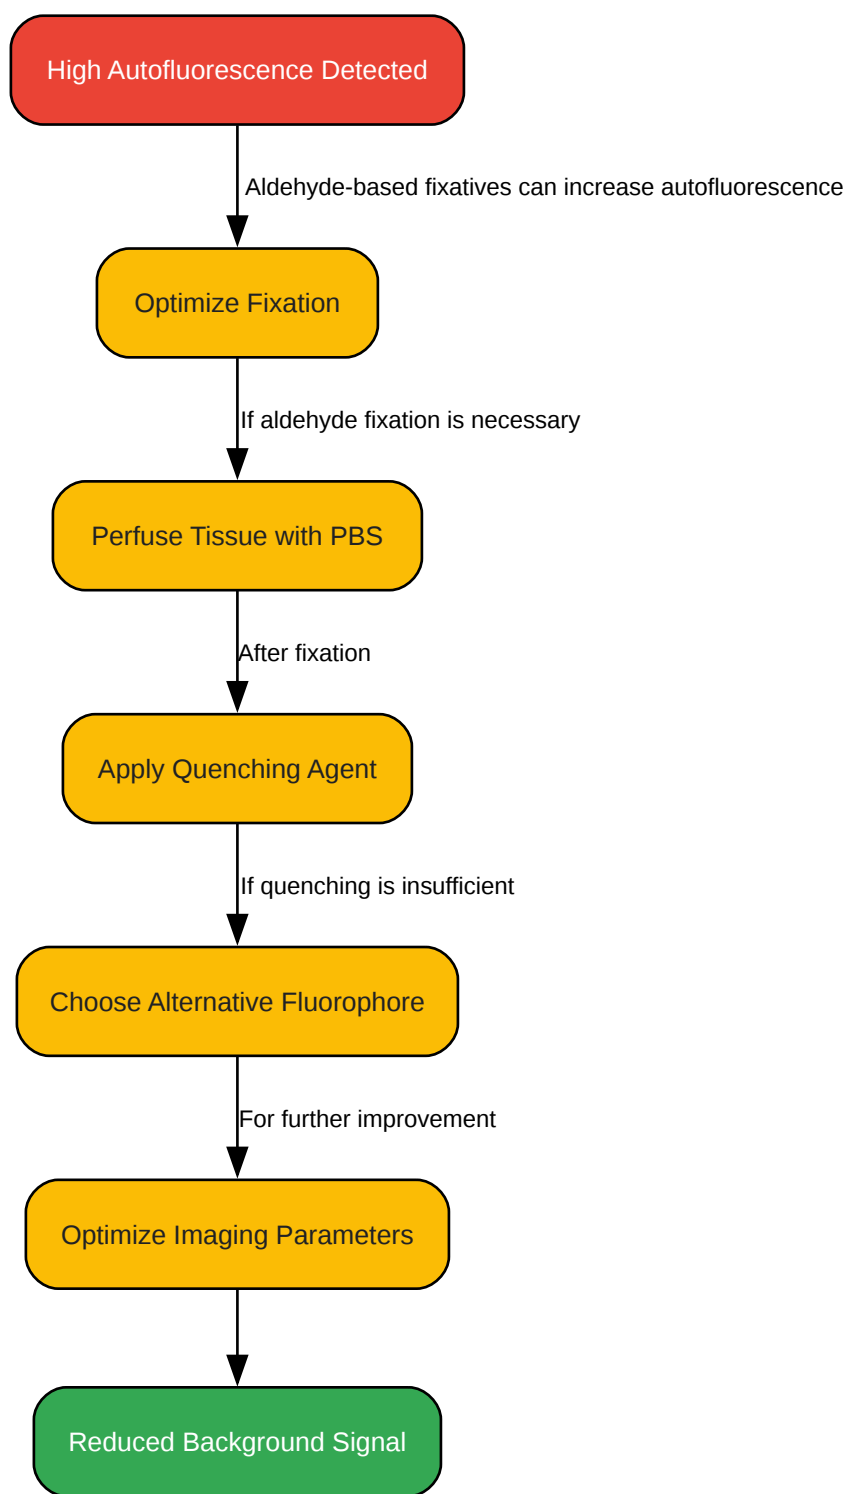 High Autofluorescence Detected
Aldehyde-based fixatives can increase autofluorescence
Optimize Fixation
If aldehyde fixation is necessary
Perfuse Tissue with PBS
After fixation
Apply Quenching Agent
If quenching is insufficient
Choose Alternative Fluorophore
For further improvement
Optimize Imaging Parameters
Reduced Background Signal